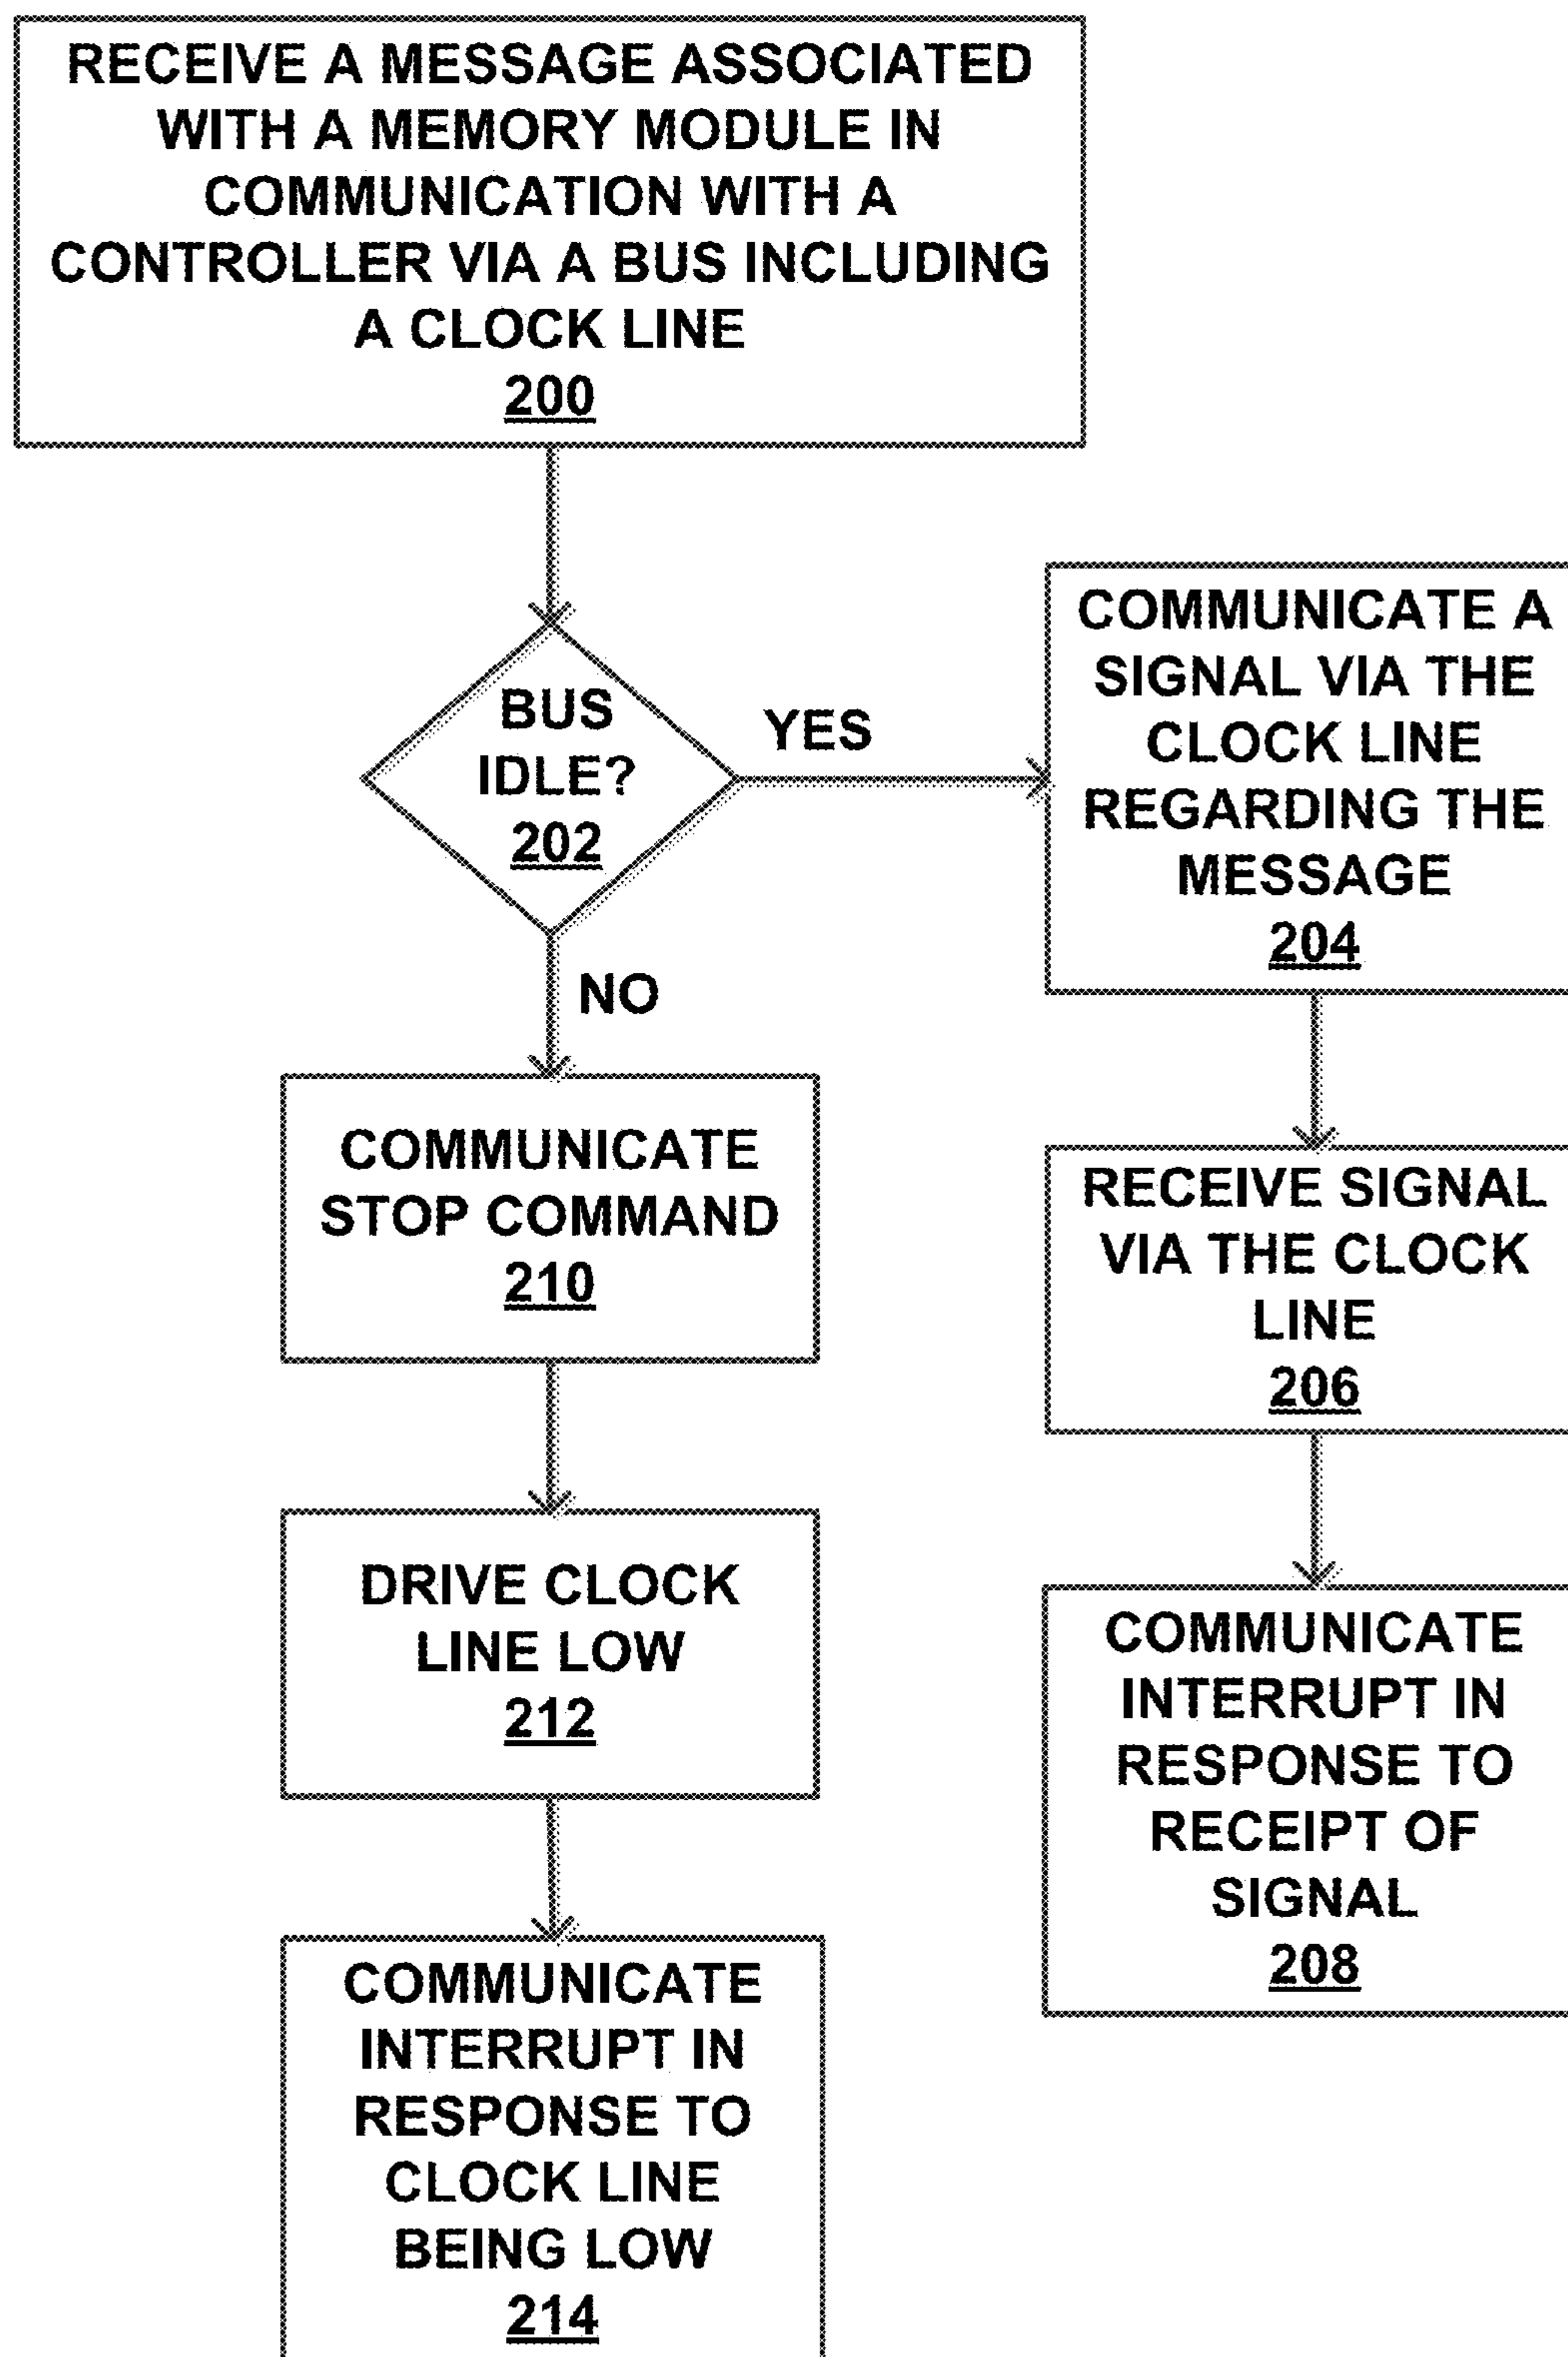 RECEIVE A MESSAGE ASSOCIATED
WITH A MEMORY MODULE IN
COMMUNICATION WITH A
CONTROLLER VIA A BUS INCLUDING
A CLOCK LINE
200
BUS
IDLE?
202
YES
NO
COMMUNICATE A
SIGNAL VIA THE
CLOCK LINE
REGARDING THE
MESSAGE
204
RECEIVE SIGNAL
VIA THE CLOCK
LINE
206
COMMUNICATE
INTERRUPT IN
RESPONSE TO
RECEIPT OF
SIGNAL
208
COMMUNICATE
STOP COMMAND
210
DRIVE CLOCK
LINE LOW
212
COMMUNICATE
INTERRUPT IN
RESPONSE TO
CLOCK LINE
BEING LOW
214